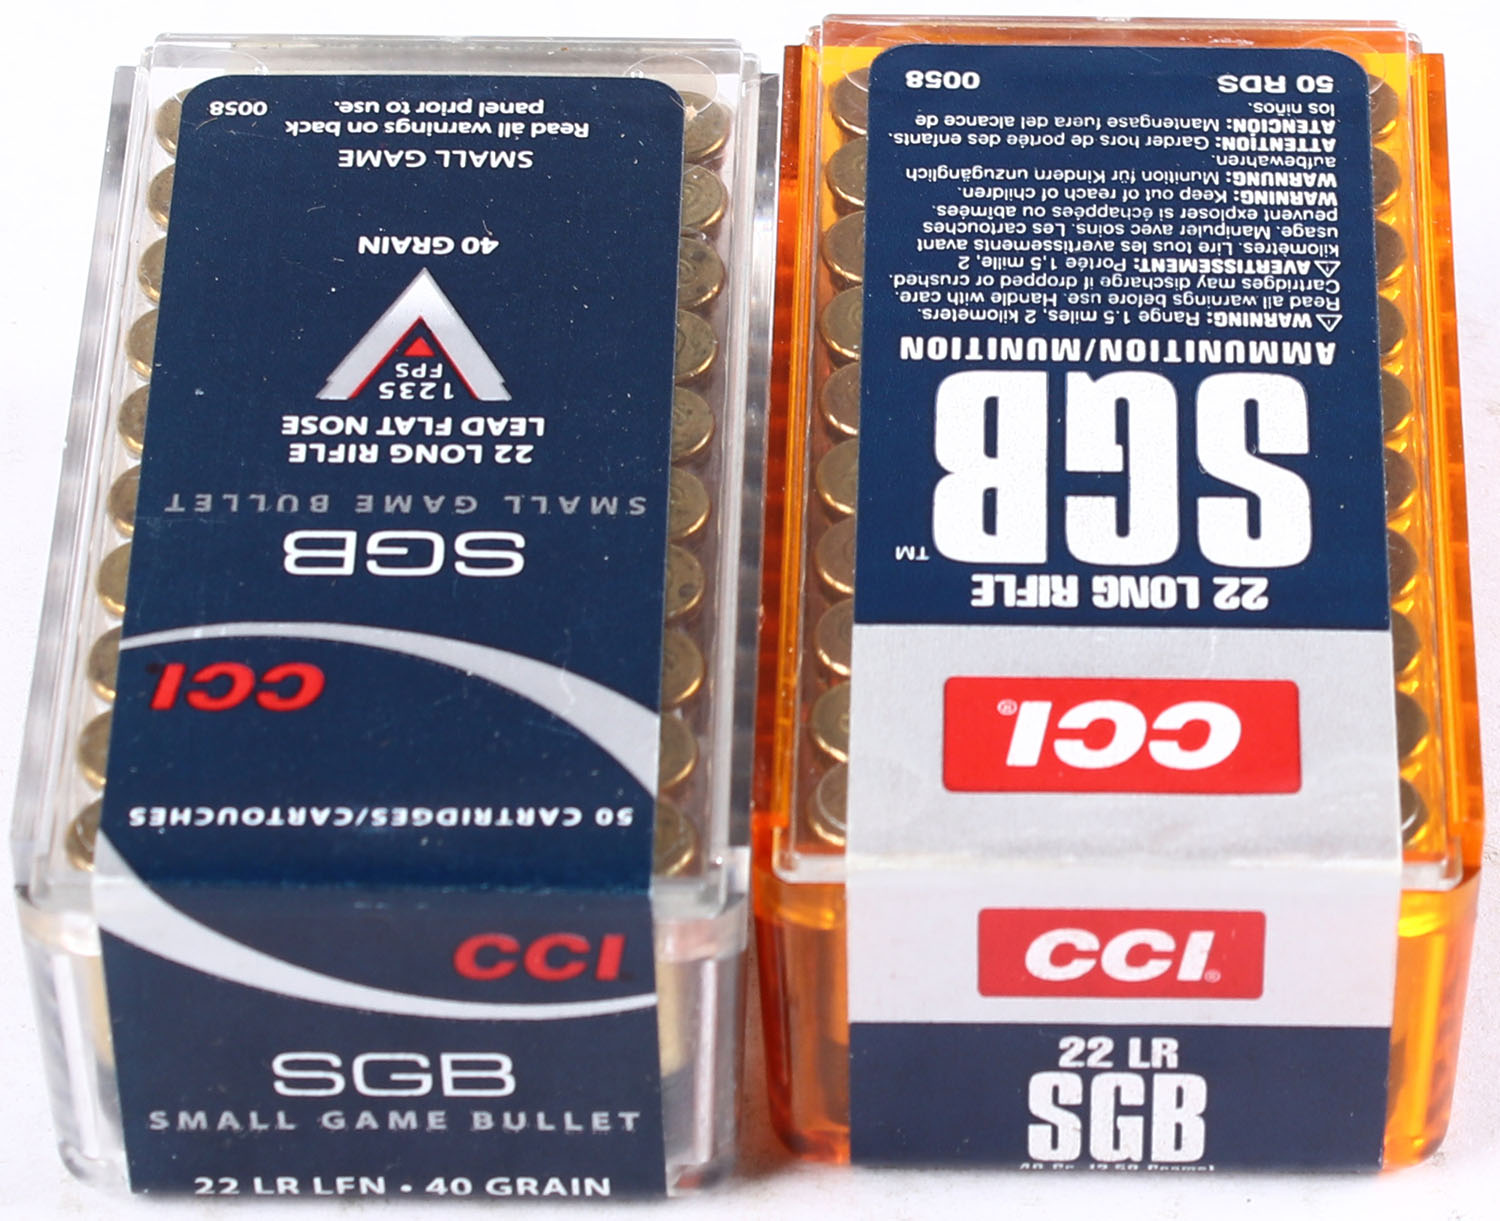 CCI
50 CARTRIDGES/CARTOUCHES
SGB
SMALL GAME BULLET
22 LONG RIFLE
LEAD FLAT NOSE
1235
FPS
40 GRAIN
SMALL GAME
Read all warnings on back
panel prior to use.
0058
CCI
SGB
SMALL GAME BULLET
22 LR LFN • 40 GRAIN
CCI®
22 LONG RIFLE
SGB™
AMMUNITION/MUNITION
⚠ WARNING: Range 1.5 miles, 2 kilometers.
Read all warnings before use. Handle with care.
Cartridges may discharge if dropped or crushed.
⚠ AVERTISSEMENT: Portée 1,5 mille, 2
kilomètres. Lire tous les avertissements avant
usage. Manipuler avec soins. Les cartouches
peuvent exploser si échappées ou abîmées.
WARNING: Keep out of reach of children.
WARNUNG: Munition für Kindern unzugänglich
aufbewahren.
ATTENTION: Garder hors de portée des enfants.
ATENCIÓN: Mantengase fuera del alcance de
los niños.
50 RDS 0058
CCI®
22 LR
SGB